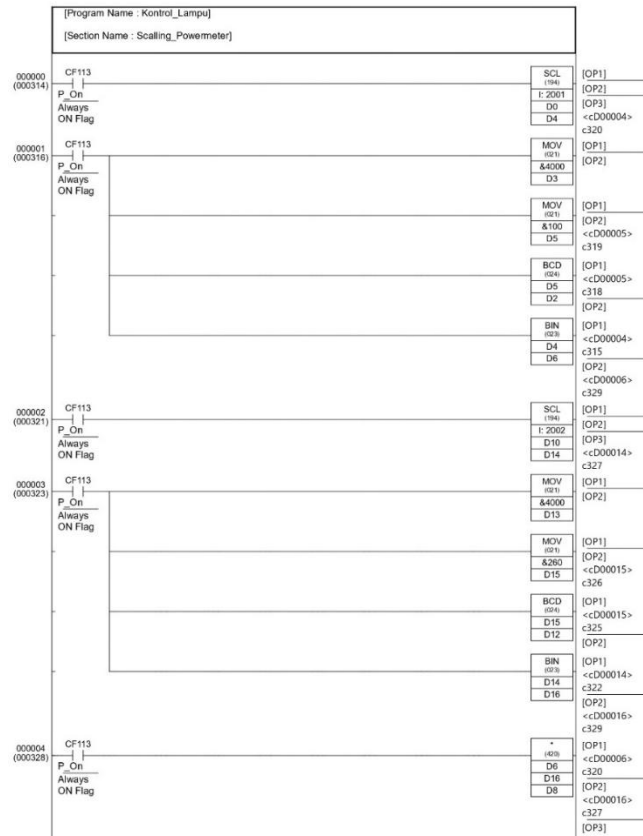 [Program Name : Kontrol_Lampu]
[Section Name : Scalling_Powermeter]
000000
(000314)
CF113
P_On
Always
ON Flag
SCL
(194)
I: 2001
D0
D4
[OP1]
[OP2]
[OP3]
<cD00004>
c320
000001
(000316)
CF113
P_On
Always
ON Flag
MOV
(021)
&4000
D3
[OP1]
[OP2]
MOV
(021)
&100
D5
[OP1]
[OP2]
<cD00005>
c319
BCD
(024)
D5
D2
[OP1]
<cD00005>
c318
[OP2]
BIN
(023)
D4
D6
[OP1]
<cD00004>
c315
[OP2]
<cD00006>
c329
000002
(000321)
CF113
P_On
Always
ON Flag
SCL
(194)
I: 2002
D10
D14
[OP1]
[OP2]
[OP3]
<cD00014>
c327
000003
(000323)
CF113
P_On
Always
ON Flag
MOV
(021)
&4000
D13
[OP1]
[OP2]
MOV
(021)
&260
D15
[OP1]
[OP2]
<cD00015>
c326
BCD
(024)
D15
D12
[OP1]
<cD00015>
c325
[OP2]
BIN
(023)
D14
D16
[OP1]
<cD00014>
c322
[OP2]
<cD00016>
c329
000004
(000328)
CF113
P_On
Always
ON Flag
*
(420)
D6
D16
D8
[OP1]
<cD00006>
c320
[OP2]
<cD00016>
c327
[OP3]